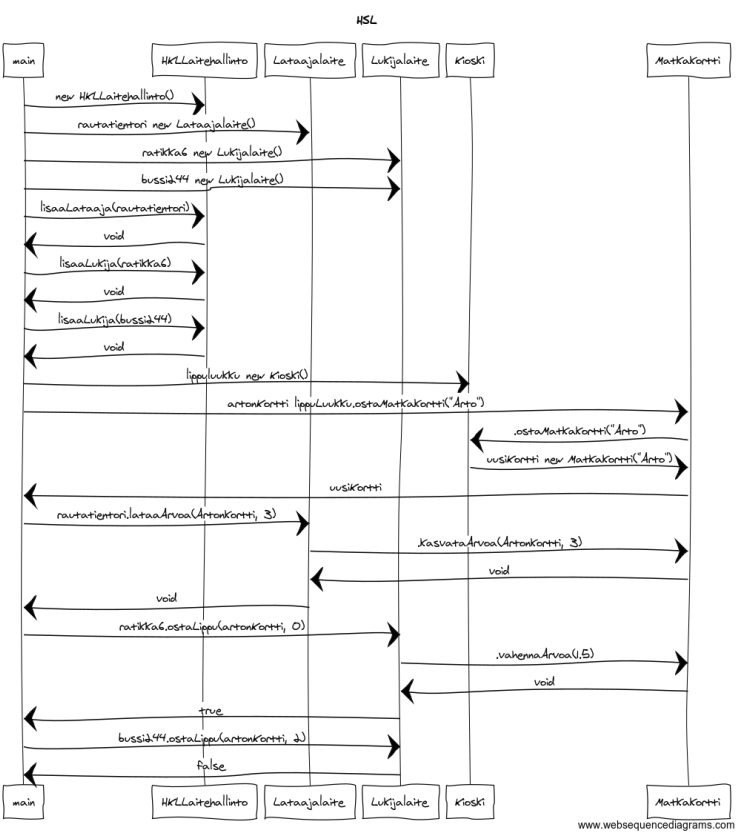 HSL
main HKLLaitehallinto Lataajalaite Lukijalaite Kioski Matkakortti
new HKLLaitehallinto()
rautatientori new Lataajalaite()
ratikka6 new Lukijalaite()
bussi244 new Lukijalaite()
lisaaLataaja(rautatientori)
void
lisaaLukija(ratikka6)
void
lisaaLukija(bussi244)
void
lippuluukku new Kioski()
artonKortti lippuLuukku.ostaMatkakortti("Arto")
.ostaMatkakortti("Arto")
uusiKortti new Matkakortti("Arto")
uusiKortti
rautatientori.lataaArvoa(ArtonKortti, 3)
.kasvataArvoa(ArtonKortti, 3)
void
void
ratikka6.ostaLippu(artonKortti, 0)
.vahennaArvoa(1.5)
void
true
bussi244.ostaLippu(artonKortti, 2)
false
main HKLLaitehallinto Lataajalaite Lukijalaite Kioski Matkakortti
www.websequencediagrams.com